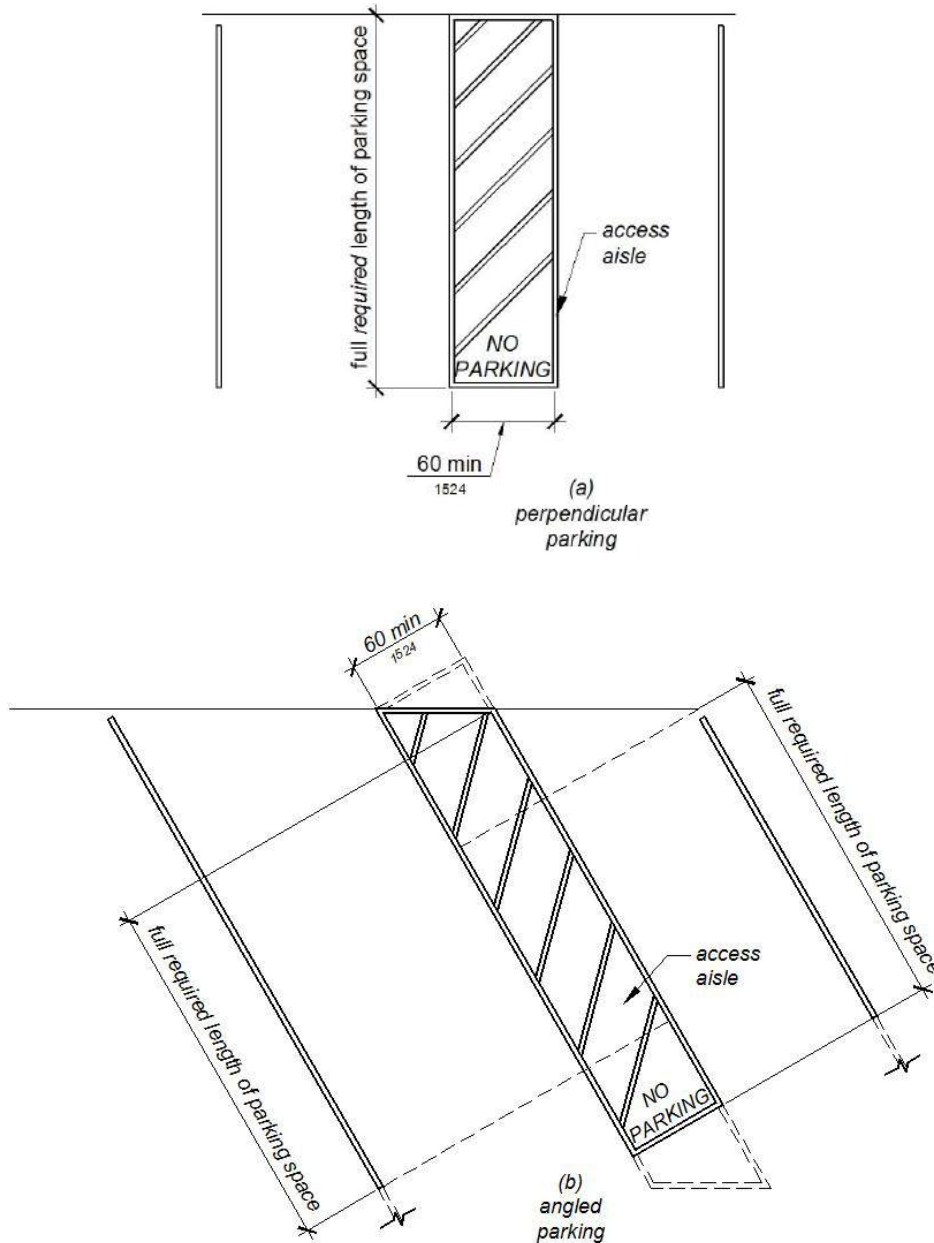 full required length of parking space
access
aisle
NO
PARKING
60 min
1524
(a)
perpendicular
parking
60 min
1524
full required length of parking space
full required length of parking space
access
aisle
NO
PARKING
(b)
angled
parking